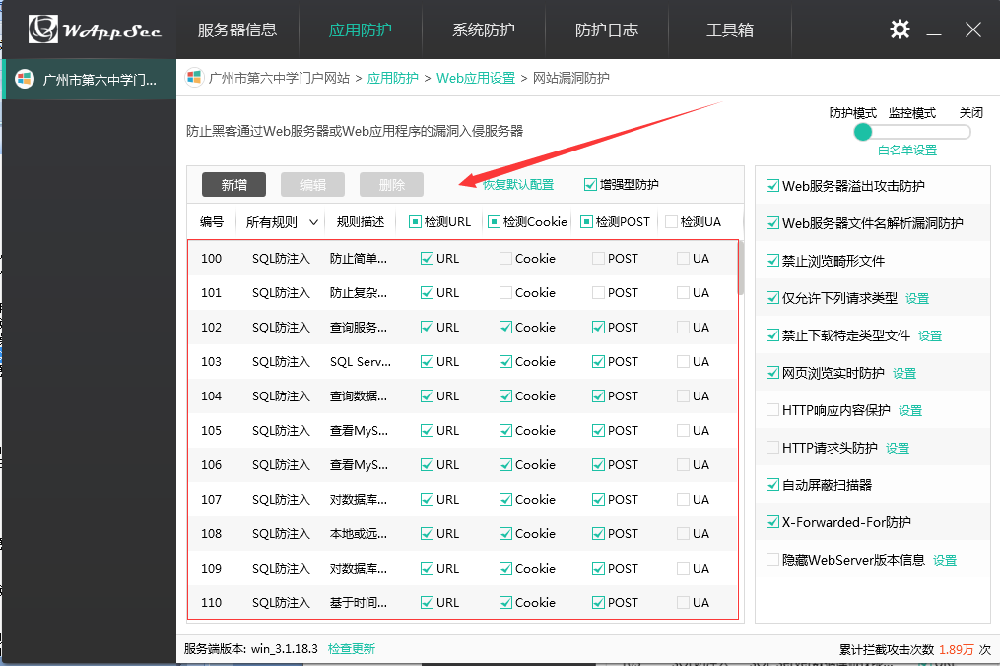 WAppSec 服务器信息 应用防护 系统防护 防护日志 工具箱
广州市第六中学门...
广州市第六中学门户网站 > 应用防护 > Web应用设置 > 网站漏洞防护
防护模式 监控模式 关闭
防止黑客通过Web服务器或Web应用程序的漏洞入侵服务器
白名单设置
新增 编辑 删除 恢复默认配置 增强型防护
编号 所有规则 规则描述 检测URL 检测Cookie 检测POST 检测UA
100 SQL防注入 防止简单... URL Cookie POST UA
101 SQL防注入 防止复杂... URL Cookie POST UA
102 SQL防注入 查询服务... URL Cookie POST UA
103 SQL防注入 SQL Serv... URL Cookie POST UA
104 SQL防注入 查询数据... URL Cookie POST UA
105 SQL防注入 查看MyS... URL Cookie POST UA
106 SQL防注入 查看MyS... URL Cookie POST UA
107 SQL防注入 对数据库... URL Cookie POST UA
108 SQL防注入 本地或远... URL Cookie POST UA
109 SQL防注入 对数据库... URL Cookie POST UA
110 SQL防注入 基于时间... URL Cookie POST UA
Web服务器溢出攻击防护
Web服务器文件名解析漏洞防护
禁止浏览畸形文件
仅允许下列请求类型 设置
禁止下载特定类型文件 设置
网页浏览实时防护 设置
HTTP响应内容保护 设置
HTTP请求头防护 设置
自动屏蔽扫描器
X-Forwarded-For防护
隐藏WebServer版本信息 设置
服务端版本: win_3.1.18.3 检查更新
累计拦截攻击次数 1.89万 次